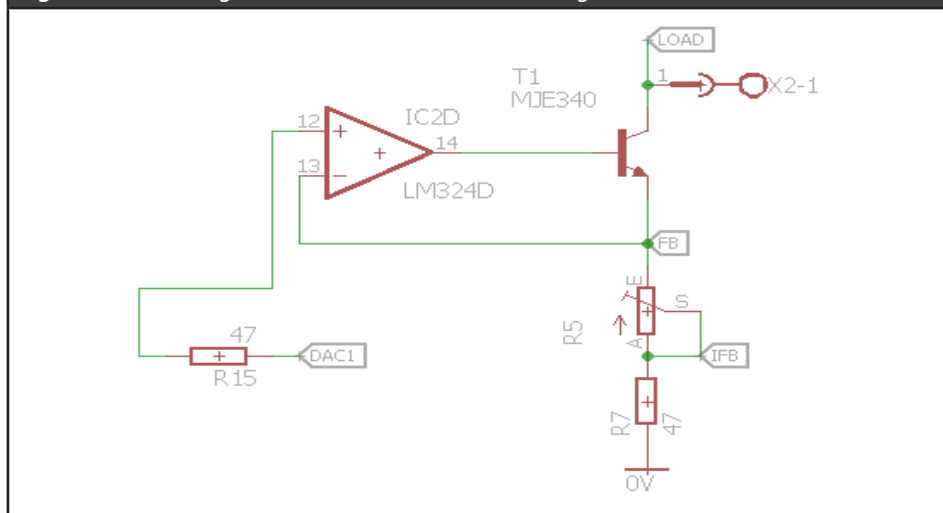 LOAD
1
X2-1
T1
MJE340
IC2D
12
+
+
14
13
−
LM324D
FB
E
S
R5
A
IFB
47
+
DAC1
R15
R7
47
0V